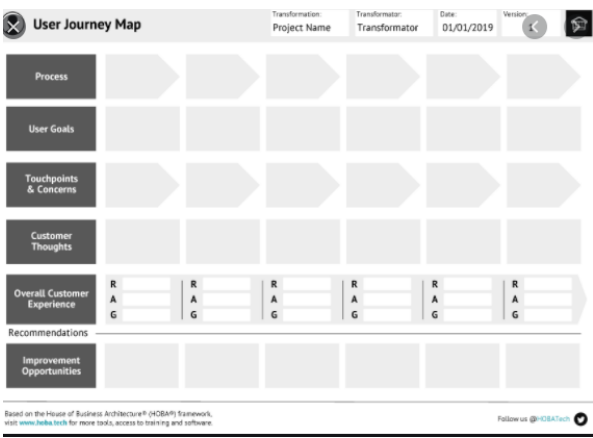 User Journey Map
Transformation:
Project Name
Transformator:
Transformator
Date:
01/01/2019
Version:
Process
User Goals
Touchpoints
& Concerns
Customer
Thoughts
Overall Customer
Experience
R R R R R R
A A A A A A
G G G G G G
Recommendations
Improvement
Opportunities
Based on the House of Business Architecture® (HOBA®) framework,
visit www.hoba.tech for more tools, access to training and software.
Follow us @HOBATech